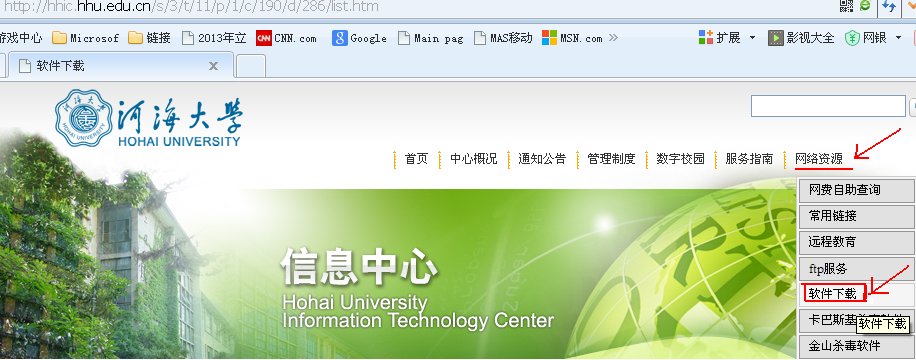 http://hhic.hhu.edu.cn/s/3/t/11/p/1/c/190/d/286/list.htm
游戏中心 Microsof 链接 2013年立 CNN CNN.com Google Main pag MAS移动 MSN.com » 扩展 影视大全 网银
软件下载 x
河海大学
HOHAI UNIVERSITY
首页 中心概况 通知公告 管理制度 数字校园 服务指南 网络资源
网费自助查询
常用链接
远程教育
ftp服务
软件下载
卡巴斯基
软件下载
金山杀毒软件
信息中心
Hohai University
Information Technology Center